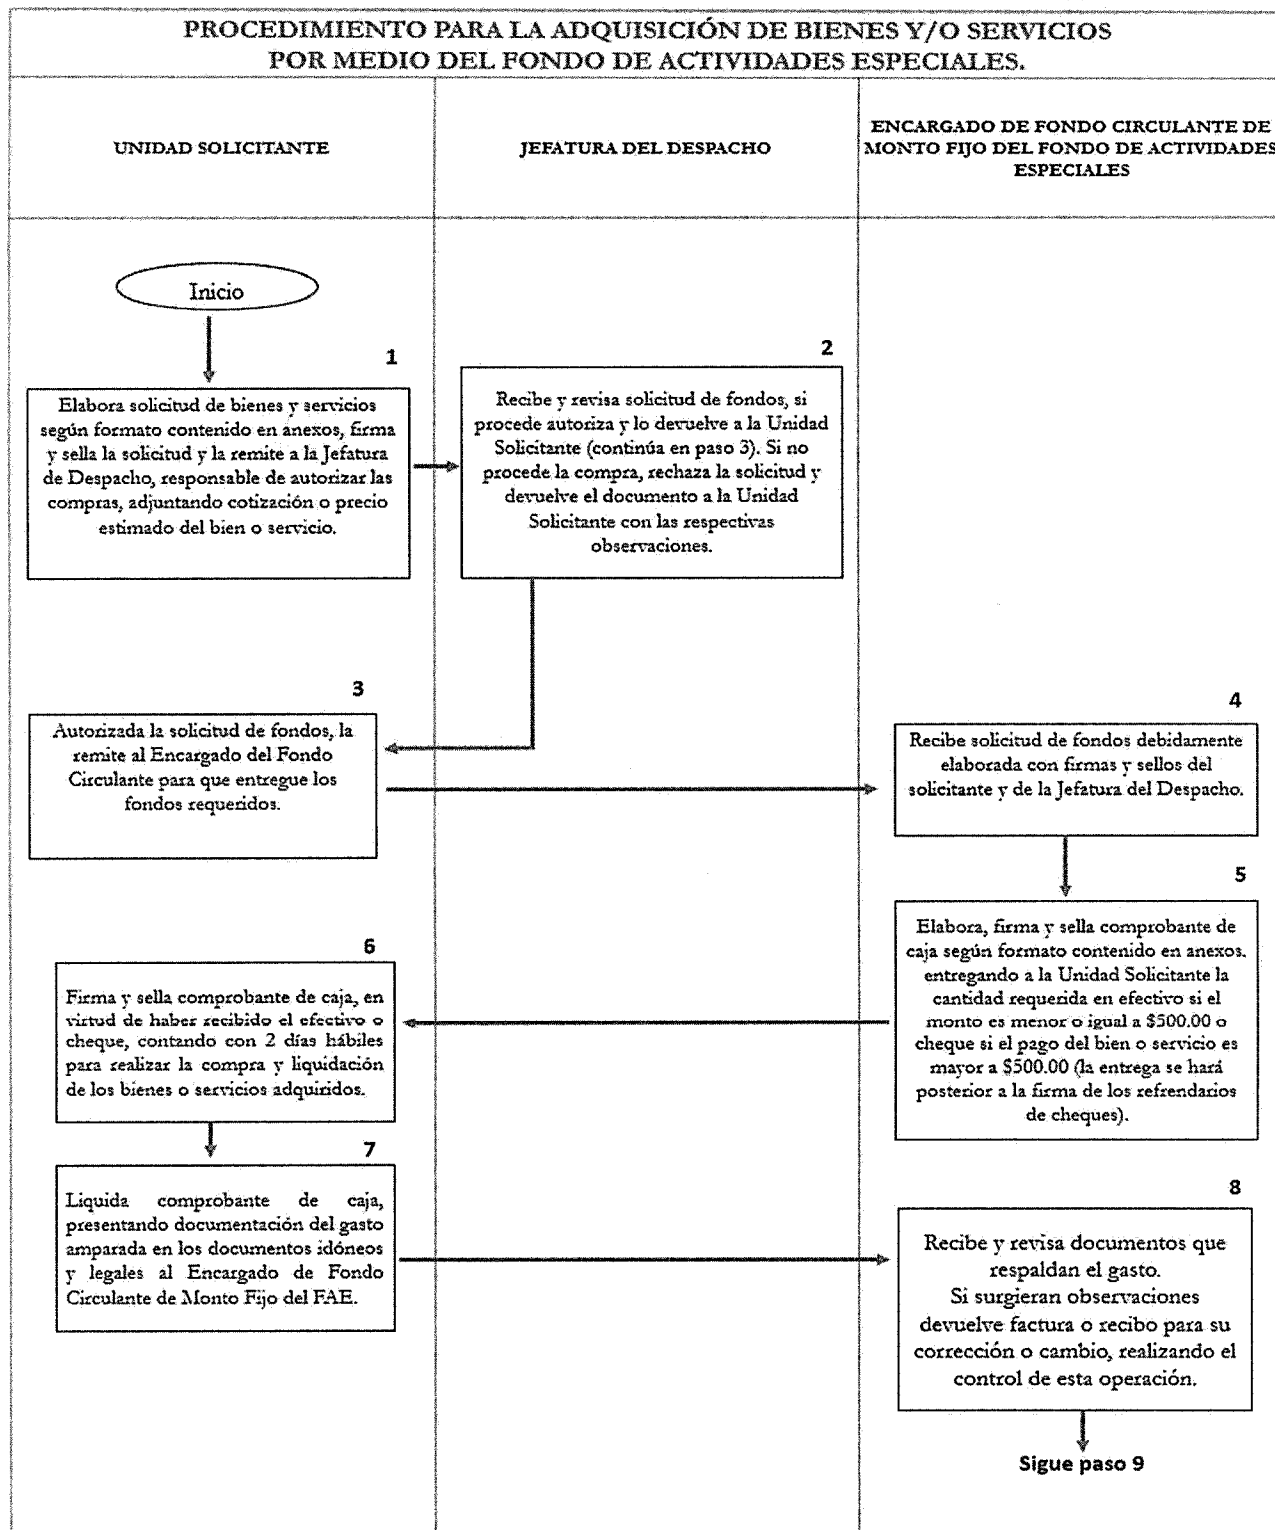 PROCEDIMIENTO PARA LA ADQUISICIÓN DE BIENES Y/O SERVICIOS
POR MEDIO DEL FONDO DE ACTIVIDADES ESPECIALES.
UNIDAD SOLICITANTE
JEFATURA DEL DESPACHO
ENCARGADO DE FONDO CIRCULANTE DE
MONTO FIJO DEL FONDO DE ACTIVIDADES
ESPECIALES
Inicio
1
Elabora solicitud de bienes y servicios
según formato contenido en anexos, firma
y sella la solicitud y la remite a la Jefatura
de Despacho, responsable de autorizar las
compras, adjuntando cotización o precio
estimado del bien o servicio.
2
Recibe y revisa solicitud de fondos, si
procede autoriza y lo devuelve a la Unidad
Solicitante (continúa en paso 3). Si no
procede la compra, rechaza la solicitud y
devuelve el documento a la Unidad
Solicitante con las respectivas
observaciones.
3
Autorizada la solicitud de fondos, la
remite al Encargado del Fondo
Circulante para que entregue los
fondos requeridos.
4
Recibe solicitud de fondos debidamente
elaborada con firmas y sellos del
solicitante y de la Jefatura del Despacho.
5
Elabora, firma y sella comprobante de
caja según formato contenido en anexos.
entregando a la Unidad Solicitante la
cantidad requerida en efectivo si el
monto es menor o igual a $500.00 o
cheque si el pago del bien o servicio es
mayor a $500.00 (la entrega se hará
posterior a la firma de los refrendarios
de cheques).
6
Firma y sella comprobante de caja, en
virtud de haber recibido el efectivo o
cheque, contando con 2 días hábiles
para realizar la compra y liquidación
de los bienes o servicios adquiridos.
7
Liquida comprobante de caja,
presentando documentación del gasto
amparada en los documentos idóneos
y legales al Encargado de Fondo
Circulante de Monto Fijo del FAE.
8
Recibe y revisa documentos que
respaldan el gasto.
Si surgieran observaciones
devuelve factura o recibo para su
corrección o cambio, realizando el
control de esta operación.
Sigue paso 9